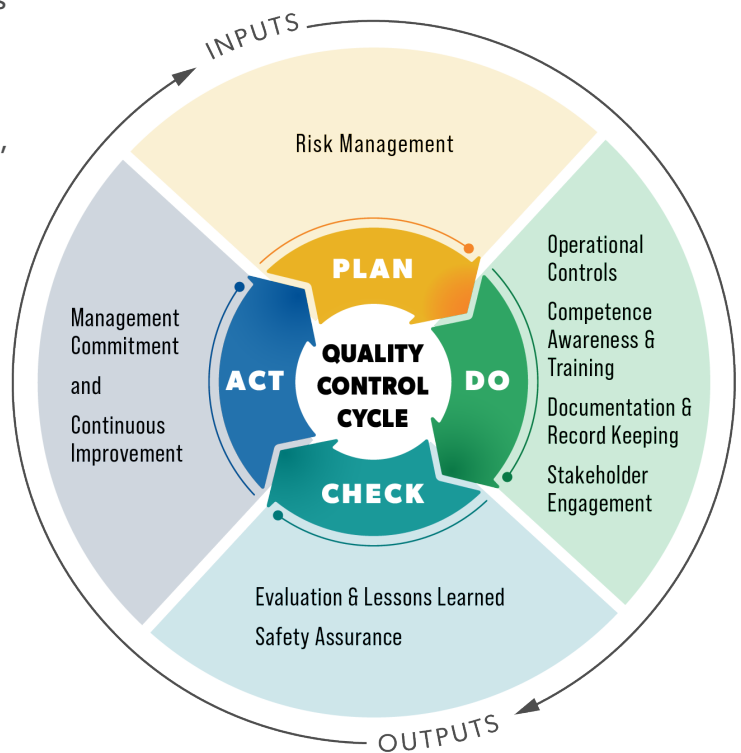 INPUTS
Risk Management
PLAN
Operational
Controls
Competence
Awareness &
Training
Documentation &
Record Keeping
Stakeholder
Engagement
DO
QUALITY
CONTROL
CYCLE
ACT
Management
Commitment
and
Continuous
Improvement
CHECK
Evaluation & Lessons Learned
Safety Assurance
OUTPUTS